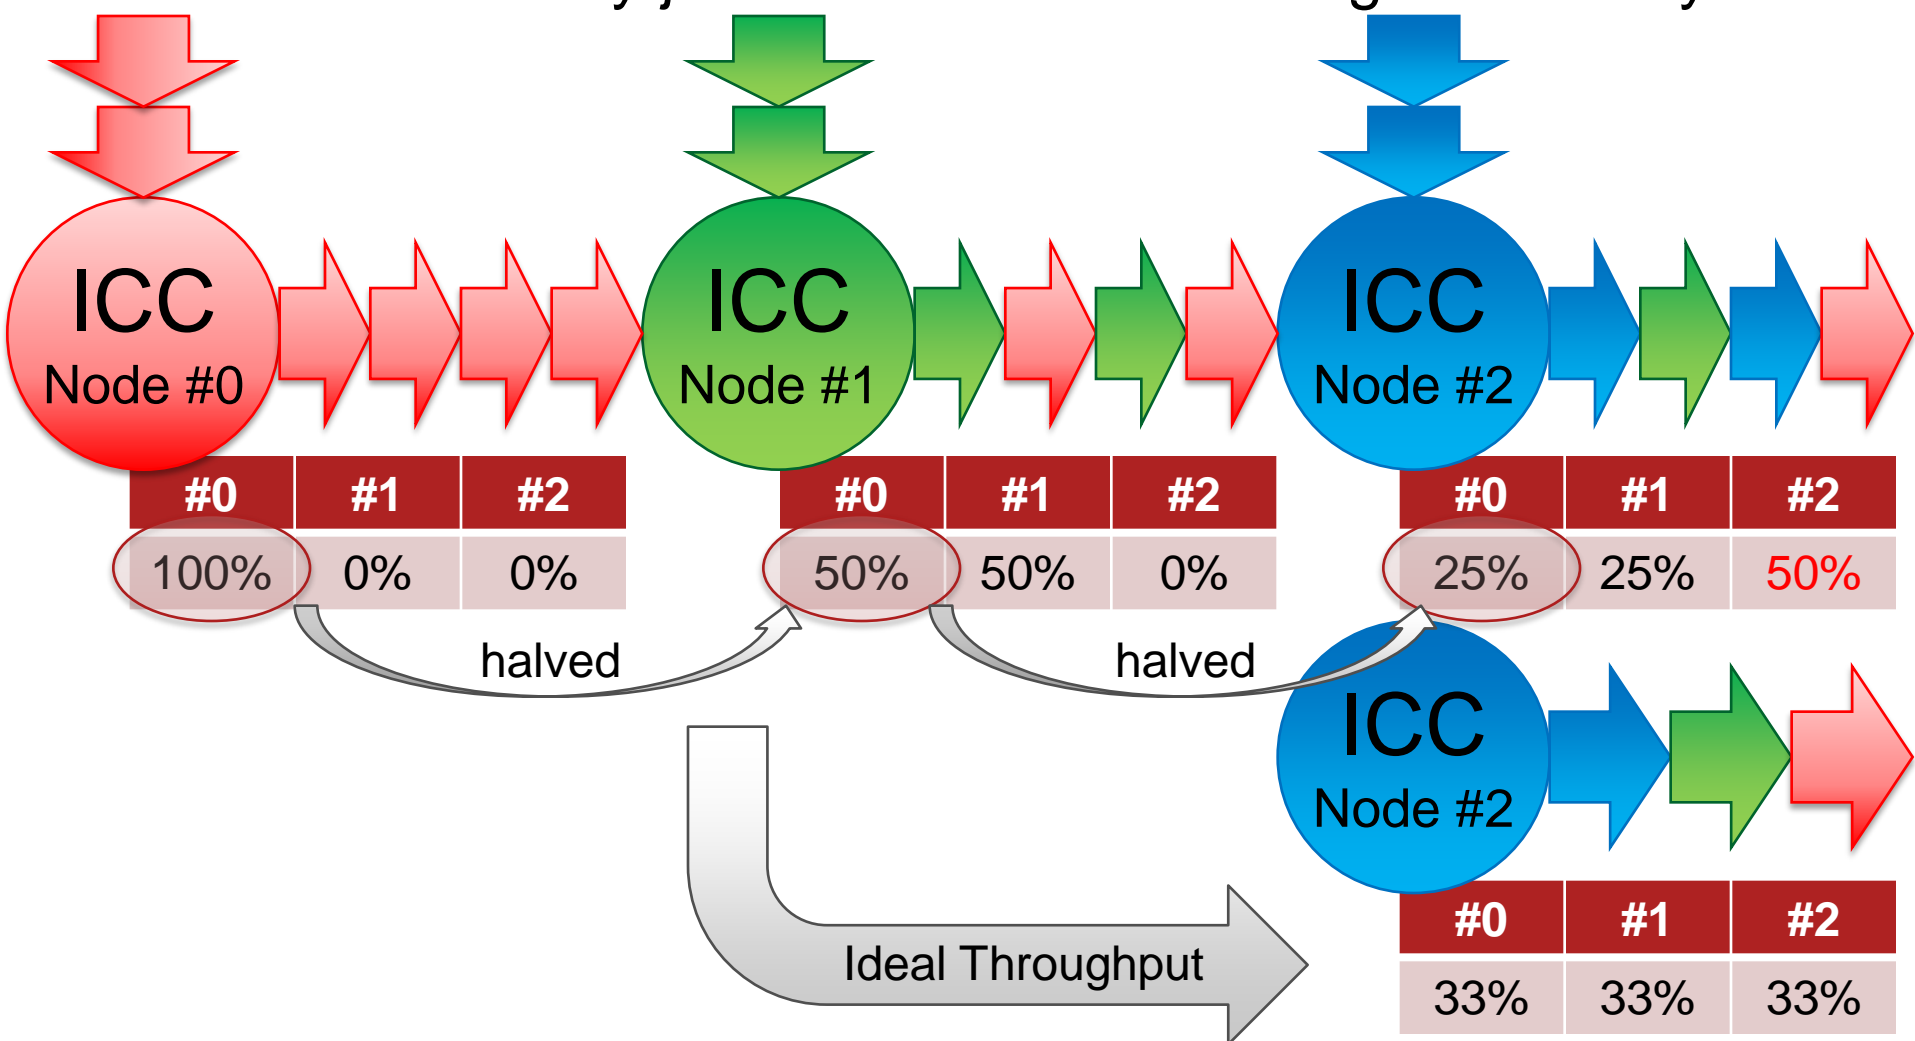 ICC
Node #0
ICC
Node #1
ICC
Node #2
#0 #1 #2
100% 0% 0%
#0 #1 #2
50% 50% 0%
#0 #1 #2
25% 25% 50%
halved
halved
ICC
Node #2
Ideal Throughput
#0 #1 #2
33% 33% 33%